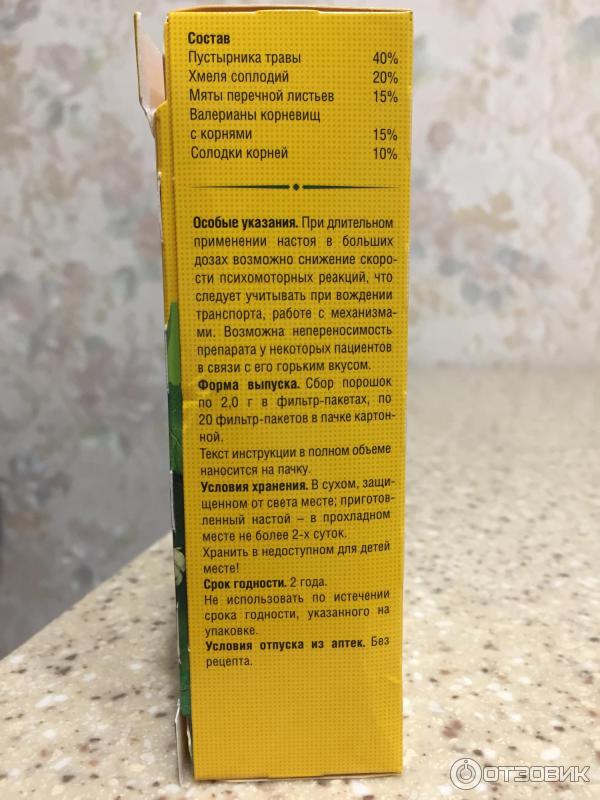 Состав
Пустырника травы 40%
Хмеля соплодий 20%
Мяты перечной листьев 15%
Валерианы корневищ
с корнями 15%
Солодки корней 10%
Особые указания. При длительном
применении настоя в больших
дозах возможно снижение скоро-
сти психомоторных реакций, что
следует учитывать при вождении
транспорта, работе с механизма-
ми. Возможна непереносимость
препарата у некоторых пациентов
в связи с его горьким вкусом.
Форма выпуска. Сбор порошок
по 2,0 г в фильтр-пакетах, по
20 фильтр-пакетов в пачке картон-
ной.
Текст инструкции в полном объеме
наносится на пачку.
Условия хранения. В сухом, защи-
щенном от света месте; приготов-
ленный настой – в прохладном
месте не более 2-х суток.
Хранить в недоступном для детей
месте!
Срок годности. 2 года.
Не использовать по истечении
срока годности, указанного на
упаковке.
Условия отпуска из аптек. Без
рецепта.
ОТЗОВИК